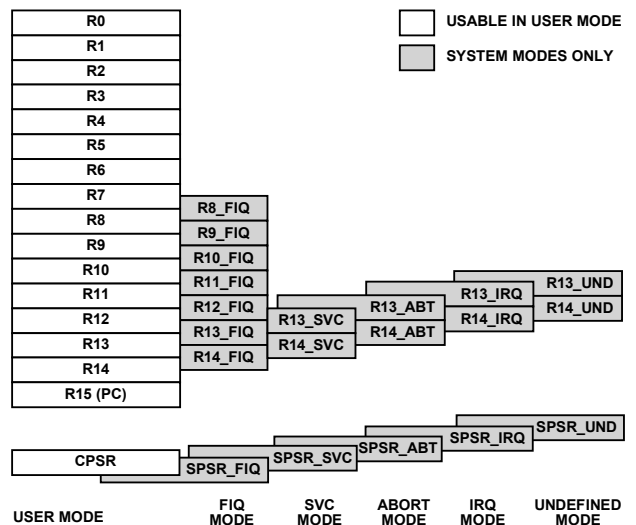 USABLE IN USER MODE
SYSTEM MODES ONLY
R0
R1
R2
R3
R4
R5
R6
R7
R8
R9
R10
R11
R12
R13
R14
R15 (PC)
R8_FIQ
R9_FIQ
R10_FIQ
R11_FIQ
R12_FIQ
R13_FIQ
R14_FIQ
R13_SVC
R14_SVC
R13_ABT
R14_ABT
R13_IRQ
R14_IRQ
R13_UND
R14_UND
CPSR
SPSR_FIQ
SPSR_SVC
SPSR_ABT
SPSR_IRQ
SPSR_UND
USER MODE
FIQ
MODE
SVC
MODE
ABORT
MODE
IRQ
MODE
UNDEFINED
MODE